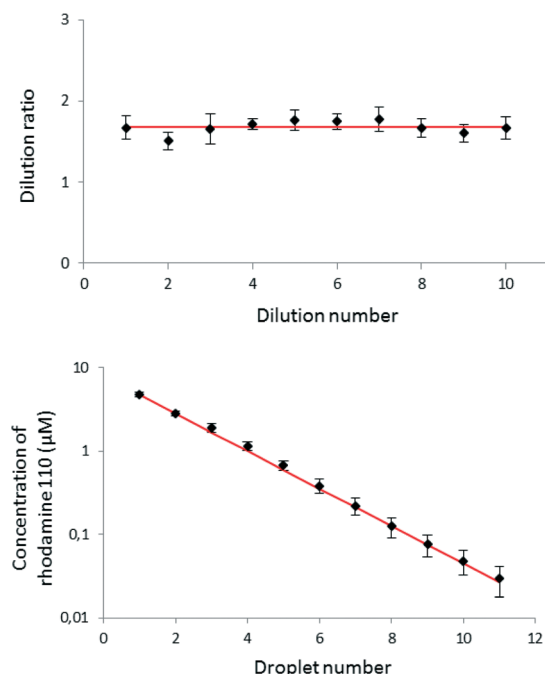 3
2
1
0
Dilution ratio
0 2 4 6 8 10
Dilution number
10
1
0,1
0,01
Concentration of
rhodamine 110 (µM)
0 2 4 6 8 10 12
Droplet number